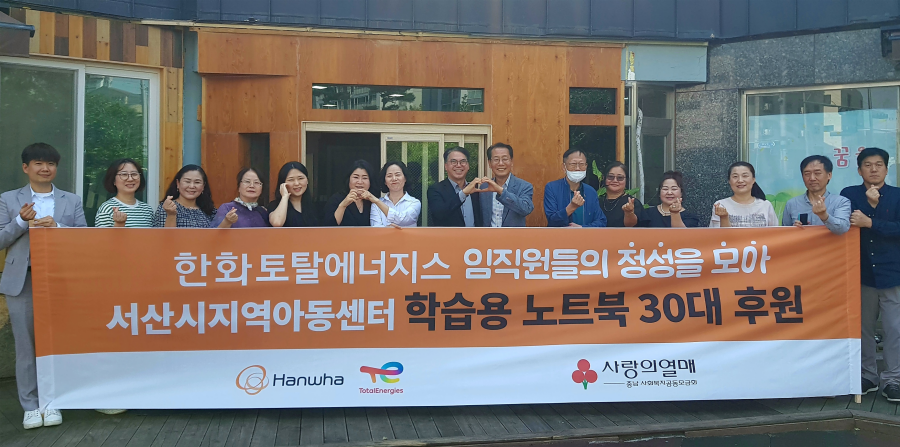 꿈
한화토탈에너지스 임직원들의 정성을 모아
서산시지역아동센터 학습용 노트북 30대 후원
Hanwha
TotalEnergies
사랑의열매
충남 사회복지공동모금회